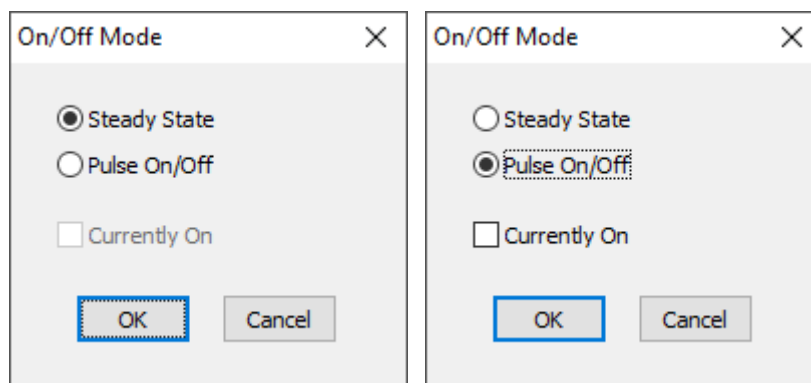 On/Off Mode
Steady State
Pulse On/Off
Currently On
OK Cancel
On/Off Mode
Steady State
Pulse On/Off
Currently On
OK Cancel